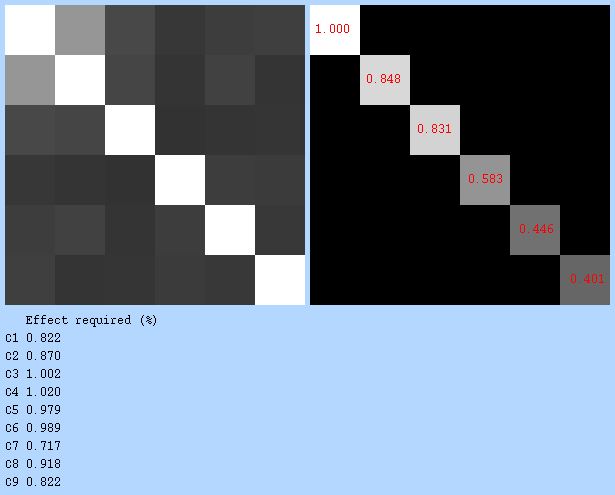 1.000
0.848
0.831
0.583
0.446
0.401
Effect required (%)
C1 0.822
C2 0.870
C3 1.002
C4 1.020
C5 0.979
C6 0.989
C7 0.717
C8 0.918
C9 0.822